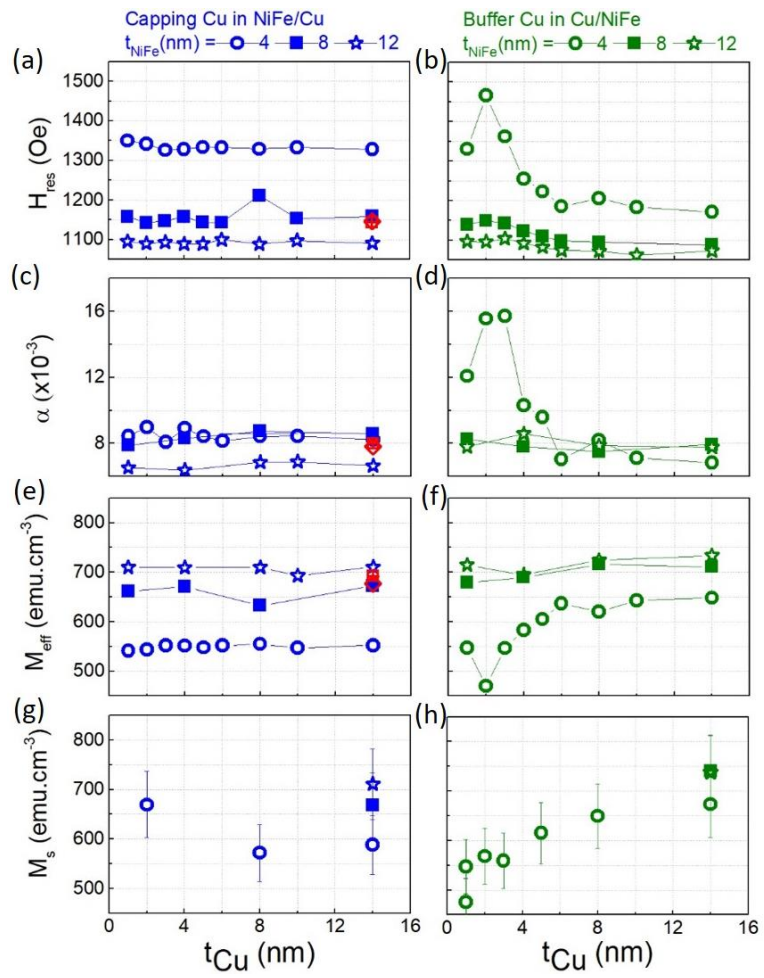 Capping Cu in NiFe/Cu
t_NiFe(nm) = 4 8 12
Buffer Cu in Cu/NiFe
t_NiFe(nm) = 4 8 12
(a)
(b)
1500
1400
1300
1200
1100
H_res (Oe)
(c)
(d)
16
12
8
α (x10⁻³)
(e)
(f)
800
700
600
550
M_eff (emu.cm⁻³)
(g)
(h)
800
700
600
500
M_s (emu.cm⁻³)
0 4 8 12 16
0 4 8 12 16
t_Cu (nm)
t_Cu (nm)